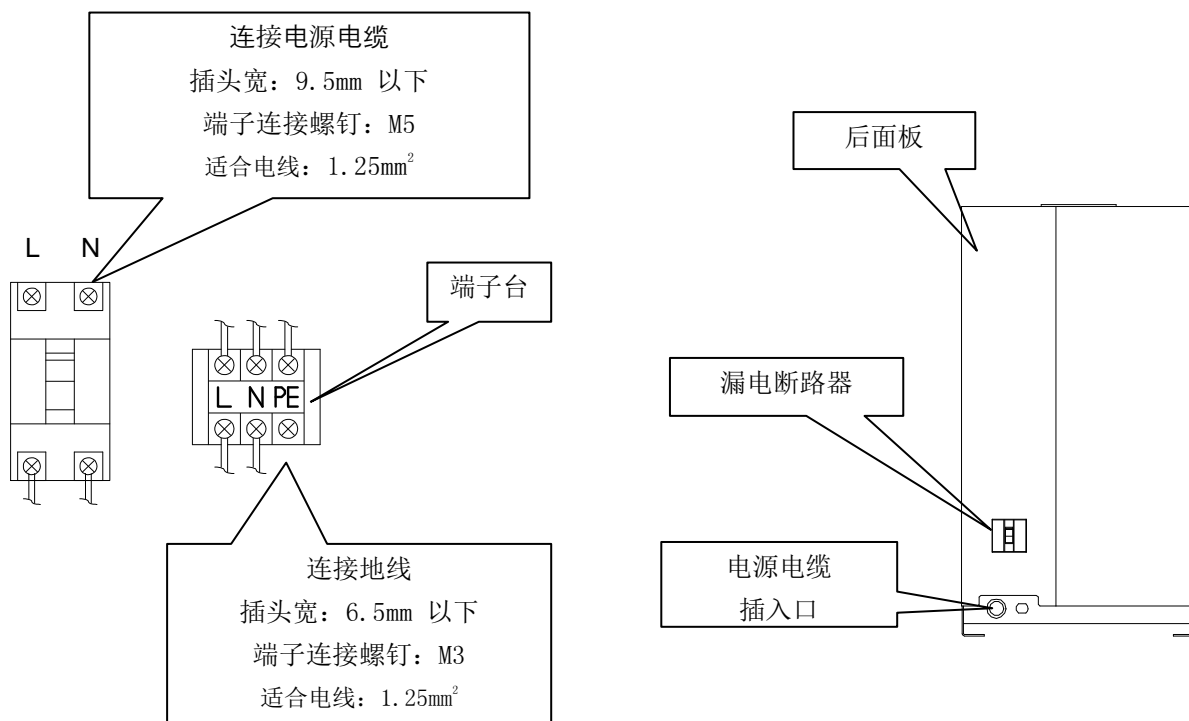 连接电源电缆
插头宽：9.5mm 以下
端子连接螺钉：M5
适合电线：1.25mm²
后面板
L N
端子台
L N PE
漏电断路器
连接地线
插头宽：6.5mm 以下
端子连接螺钉：M3
适合电线：1.25mm²
电源电缆
插入口